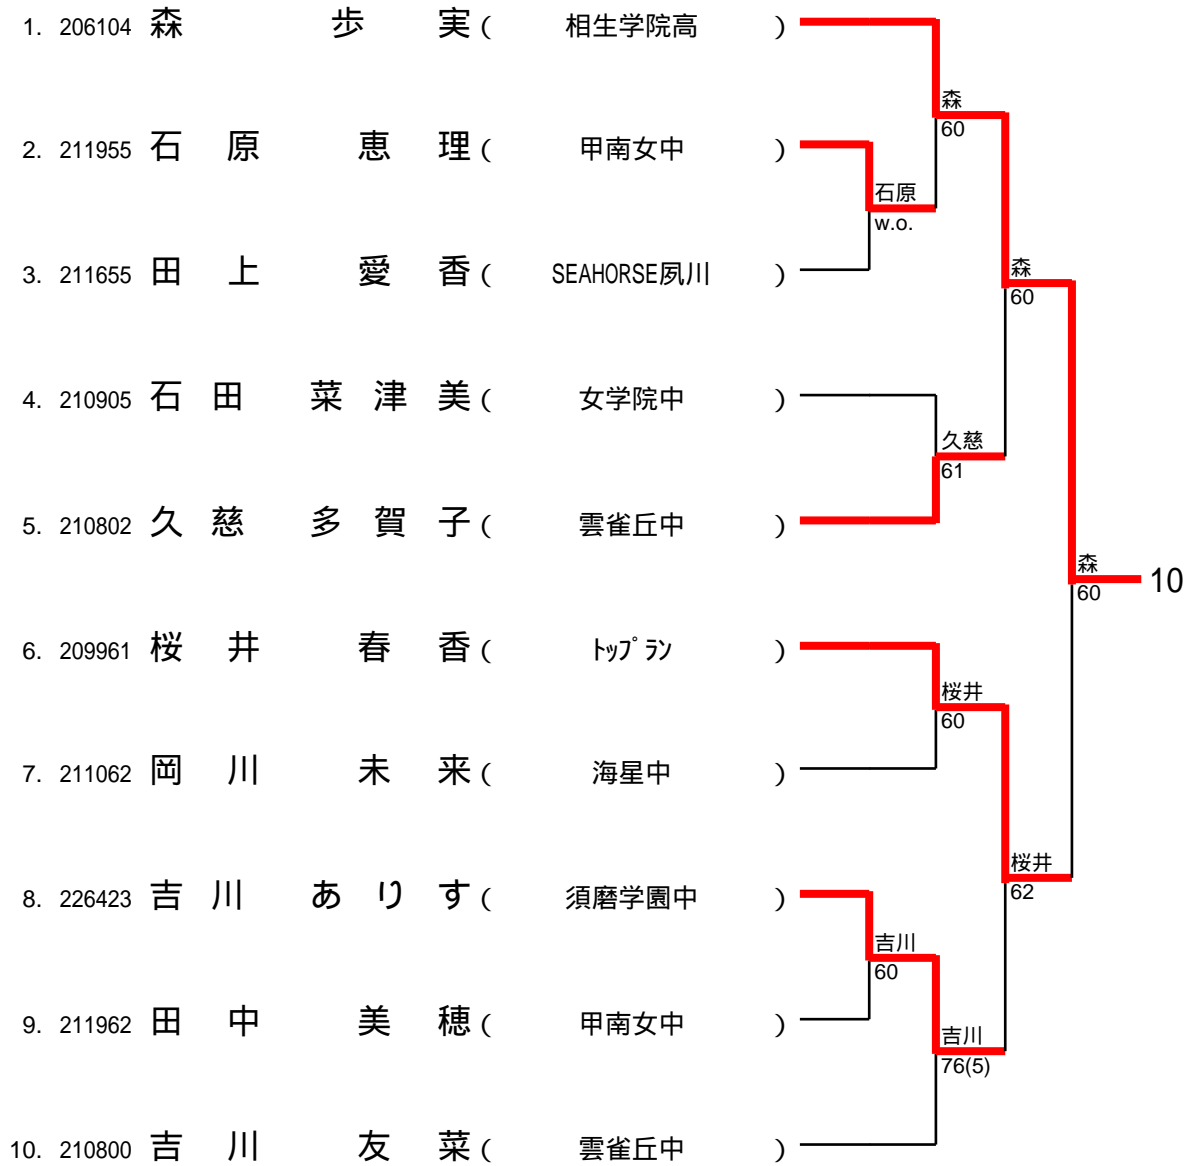 1. 206104 森 歩 実 ( 相生学院高 )
森
60
2. 211955 石 原 恵 理 ( 甲南女中 )
石原
w.o.
3. 211655 田 上 愛 香 ( SEAHORSE夙川 )
森
60
4. 210905 石 田 菜 津 美 ( 女学院中 )
久慈
61
5. 210802 久 慈 多 賀 子 ( 雲雀丘中 )
森
60
10
6. 209961 桜 井 春 香 ( ﾄｯﾌﾟﾗﾝ )
桜井
60
7. 211062 岡 川 未 来 ( 海星中 )
桜井
62
8. 226423 吉 川 あ り す ( 須磨学園中 )
吉川
60
9. 211962 田 中 美 穂 ( 甲南女中 )
吉川
76(5)
10. 210800 吉 川 友 菜 ( 雲雀丘中 )